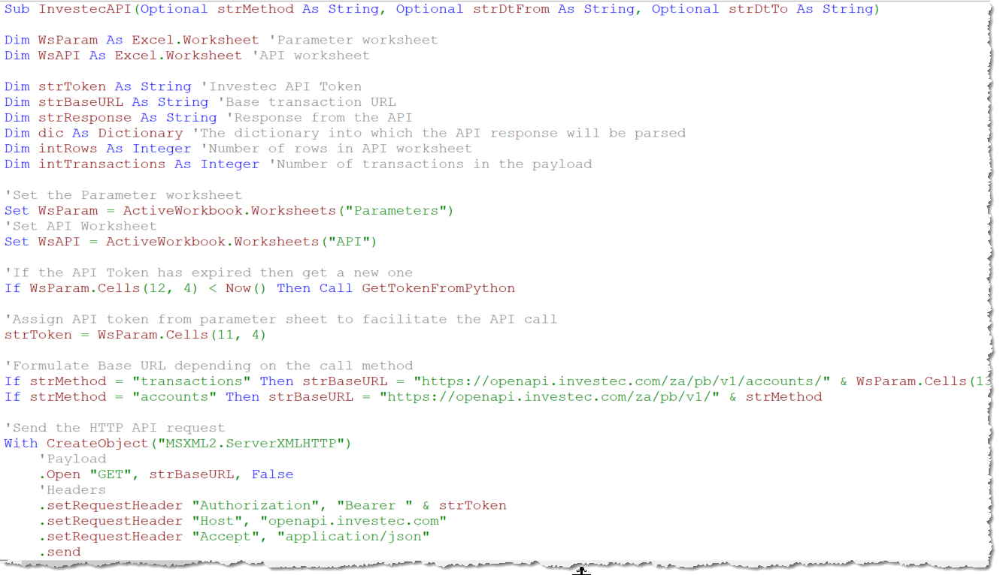 Sub InvestecAPI(Optional strMethod As String, Optional strDtFrom As String, Optional strDtTo As String)
Dim WsParam As Excel.Worksheet 'Parameter worksheet
Dim WsAPI As Excel.Worksheet 'API worksheet
Dim strToken As String 'Investec API Token
Dim strBaseURL As String 'Base transaction URL
Dim strResponse As String 'Response from the API
Dim dic As Dictionary 'The dictionary into which the API response will be parsed
Dim intRows As Integer 'Number of rows in API worksheet
Dim intTransactions As Integer 'Number of transactions in the payload
'Set the Parameter worksheet
Set WsParam = ActiveWorkbook.Worksheets("Parameters")
'Set API Worksheet
Set WsAPI = ActiveWorkbook.Worksheets("API")
'If the API Token has expired then get a new one
If WsParam.Cells(12, 4) < Now() Then Call GetTokenFromPython
'Assign API token from parameter sheet to facilitate the API call
strToken = WsParam.Cells(11, 4)
'Formulate Base URL depending on the call method
If strMethod = "transactions" Then strBaseURL = "https://openapi.investec.com/za/pb/v1/accounts/" & WsParam.Cells(13
If strMethod = "accounts" Then strBaseURL = "https://openapi.investec.com/za/pb/v1/" & strMethod
'Send the HTTP API request
With CreateObject("MSXML2.ServerXMLHTTP")
'Payload
.Open "GET", strBaseURL, False
'Headers
.setRequestHeader "Authorization", "Bearer " & strToken
.setRequestHeader "Host", "openapi.investec.com"
.setRequestHeader "Accept", "application/json"
.send